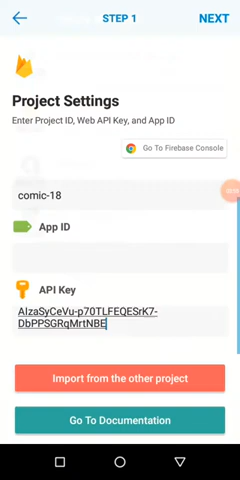 STEP 1
NEXT
Project Settings
Enter Project ID, Web API Key, and App ID
Go To Firebase Console
comic-18
App ID
API Key
AIzaSyCeVu-p70TLFEQESrK7-
DbPPSGRqMrtNBE
Import from the other project
Go To Documentation